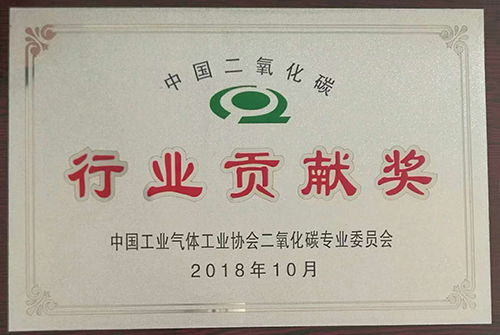 中国二氧化碳
行业贡献奖
中国工业气体工业协会二氧化碳专业委员会
2018年10月